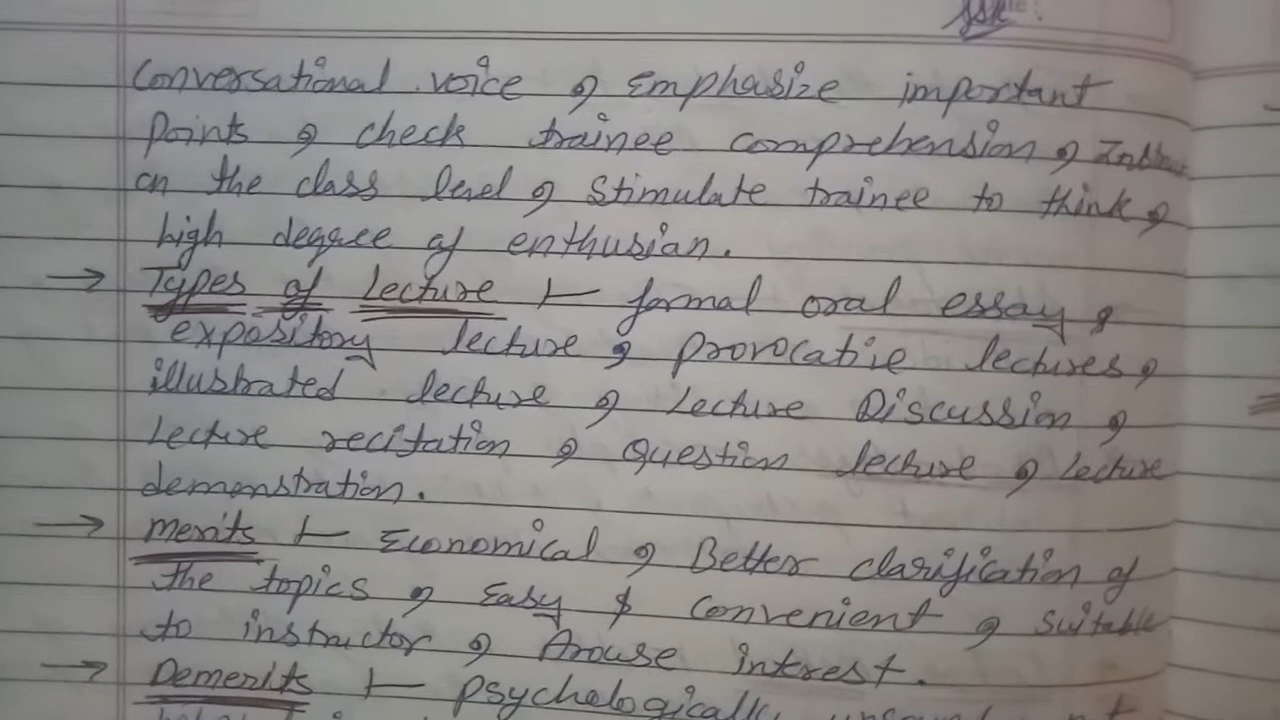 Conversational voice, Emphasize important
Points, check trainee comprehension,
on the class level, Stimulate trainee to think,
high degree of enthusian.
→ Types of Lecture :- formal oral essay,
expository lecture, provocative lectures,
illustrated lecture, Lecture Discussion,
Lecture recitation, Question lecture, Lecture
demonstration.
→ Merits :- Economical, Better clarification of
the topics, Easy & Convenient, Suitable
to instructor, Arouse interest.
→ Demerits :- Psychologically